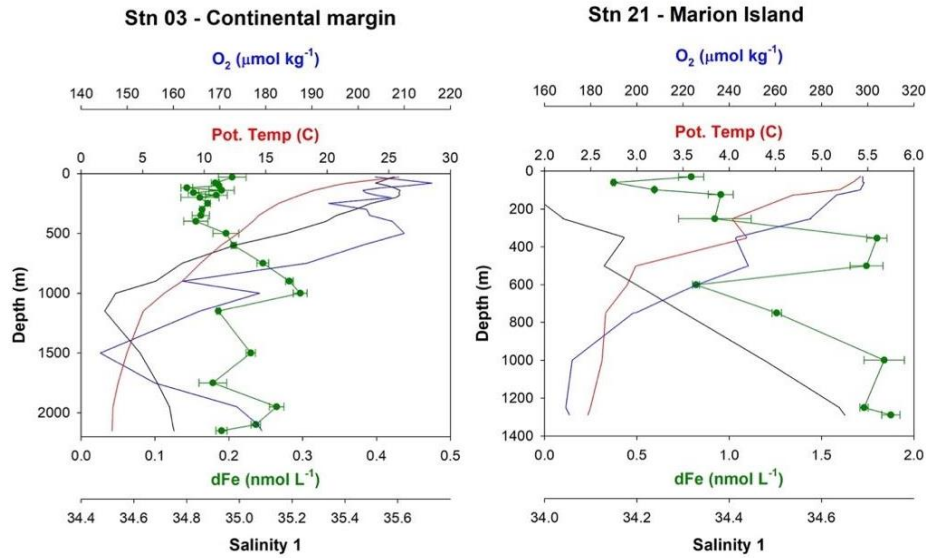 Stn 03 - Continental margin
O₂ (μmol kg⁻¹)
140 150 160 170 180 190 200 210 220
Pot. Temp (C)
0 5 10 15 20 25 30
0
500
1000
1500
2000
Depth (m)
0.0 0.1 0.2 0.3 0.4 0.5
dFe (nmol L⁻¹)
34.4 34.6 34.8 35.0 35.2 35.4 35.6
Salinity 1
Stn 21 - Marion Island
O₂ (μmol kg⁻¹)
160 180 200 220 240 260 280 300 320
Pot. Temp (C)
2.0 2.5 3.0 3.5 4.0 4.5 5.0 5.5 6.0
0
200
400
600
800
1000
1200
1400
Depth (m)
0.0 0.5 1.0 1.5 2.0
dFe (nmol L⁻¹)
34.0 34.2 34.4 34.6
Salinity 1